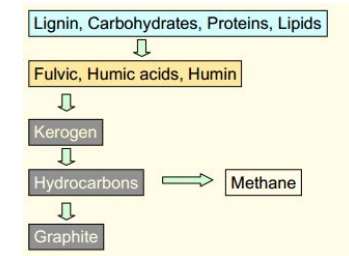 Lignin, Carbohydrates, Proteins, Lipids
Fulvic, Humic acids, Humin
Kerogen
Hydrocarbons
Methane
Graphite